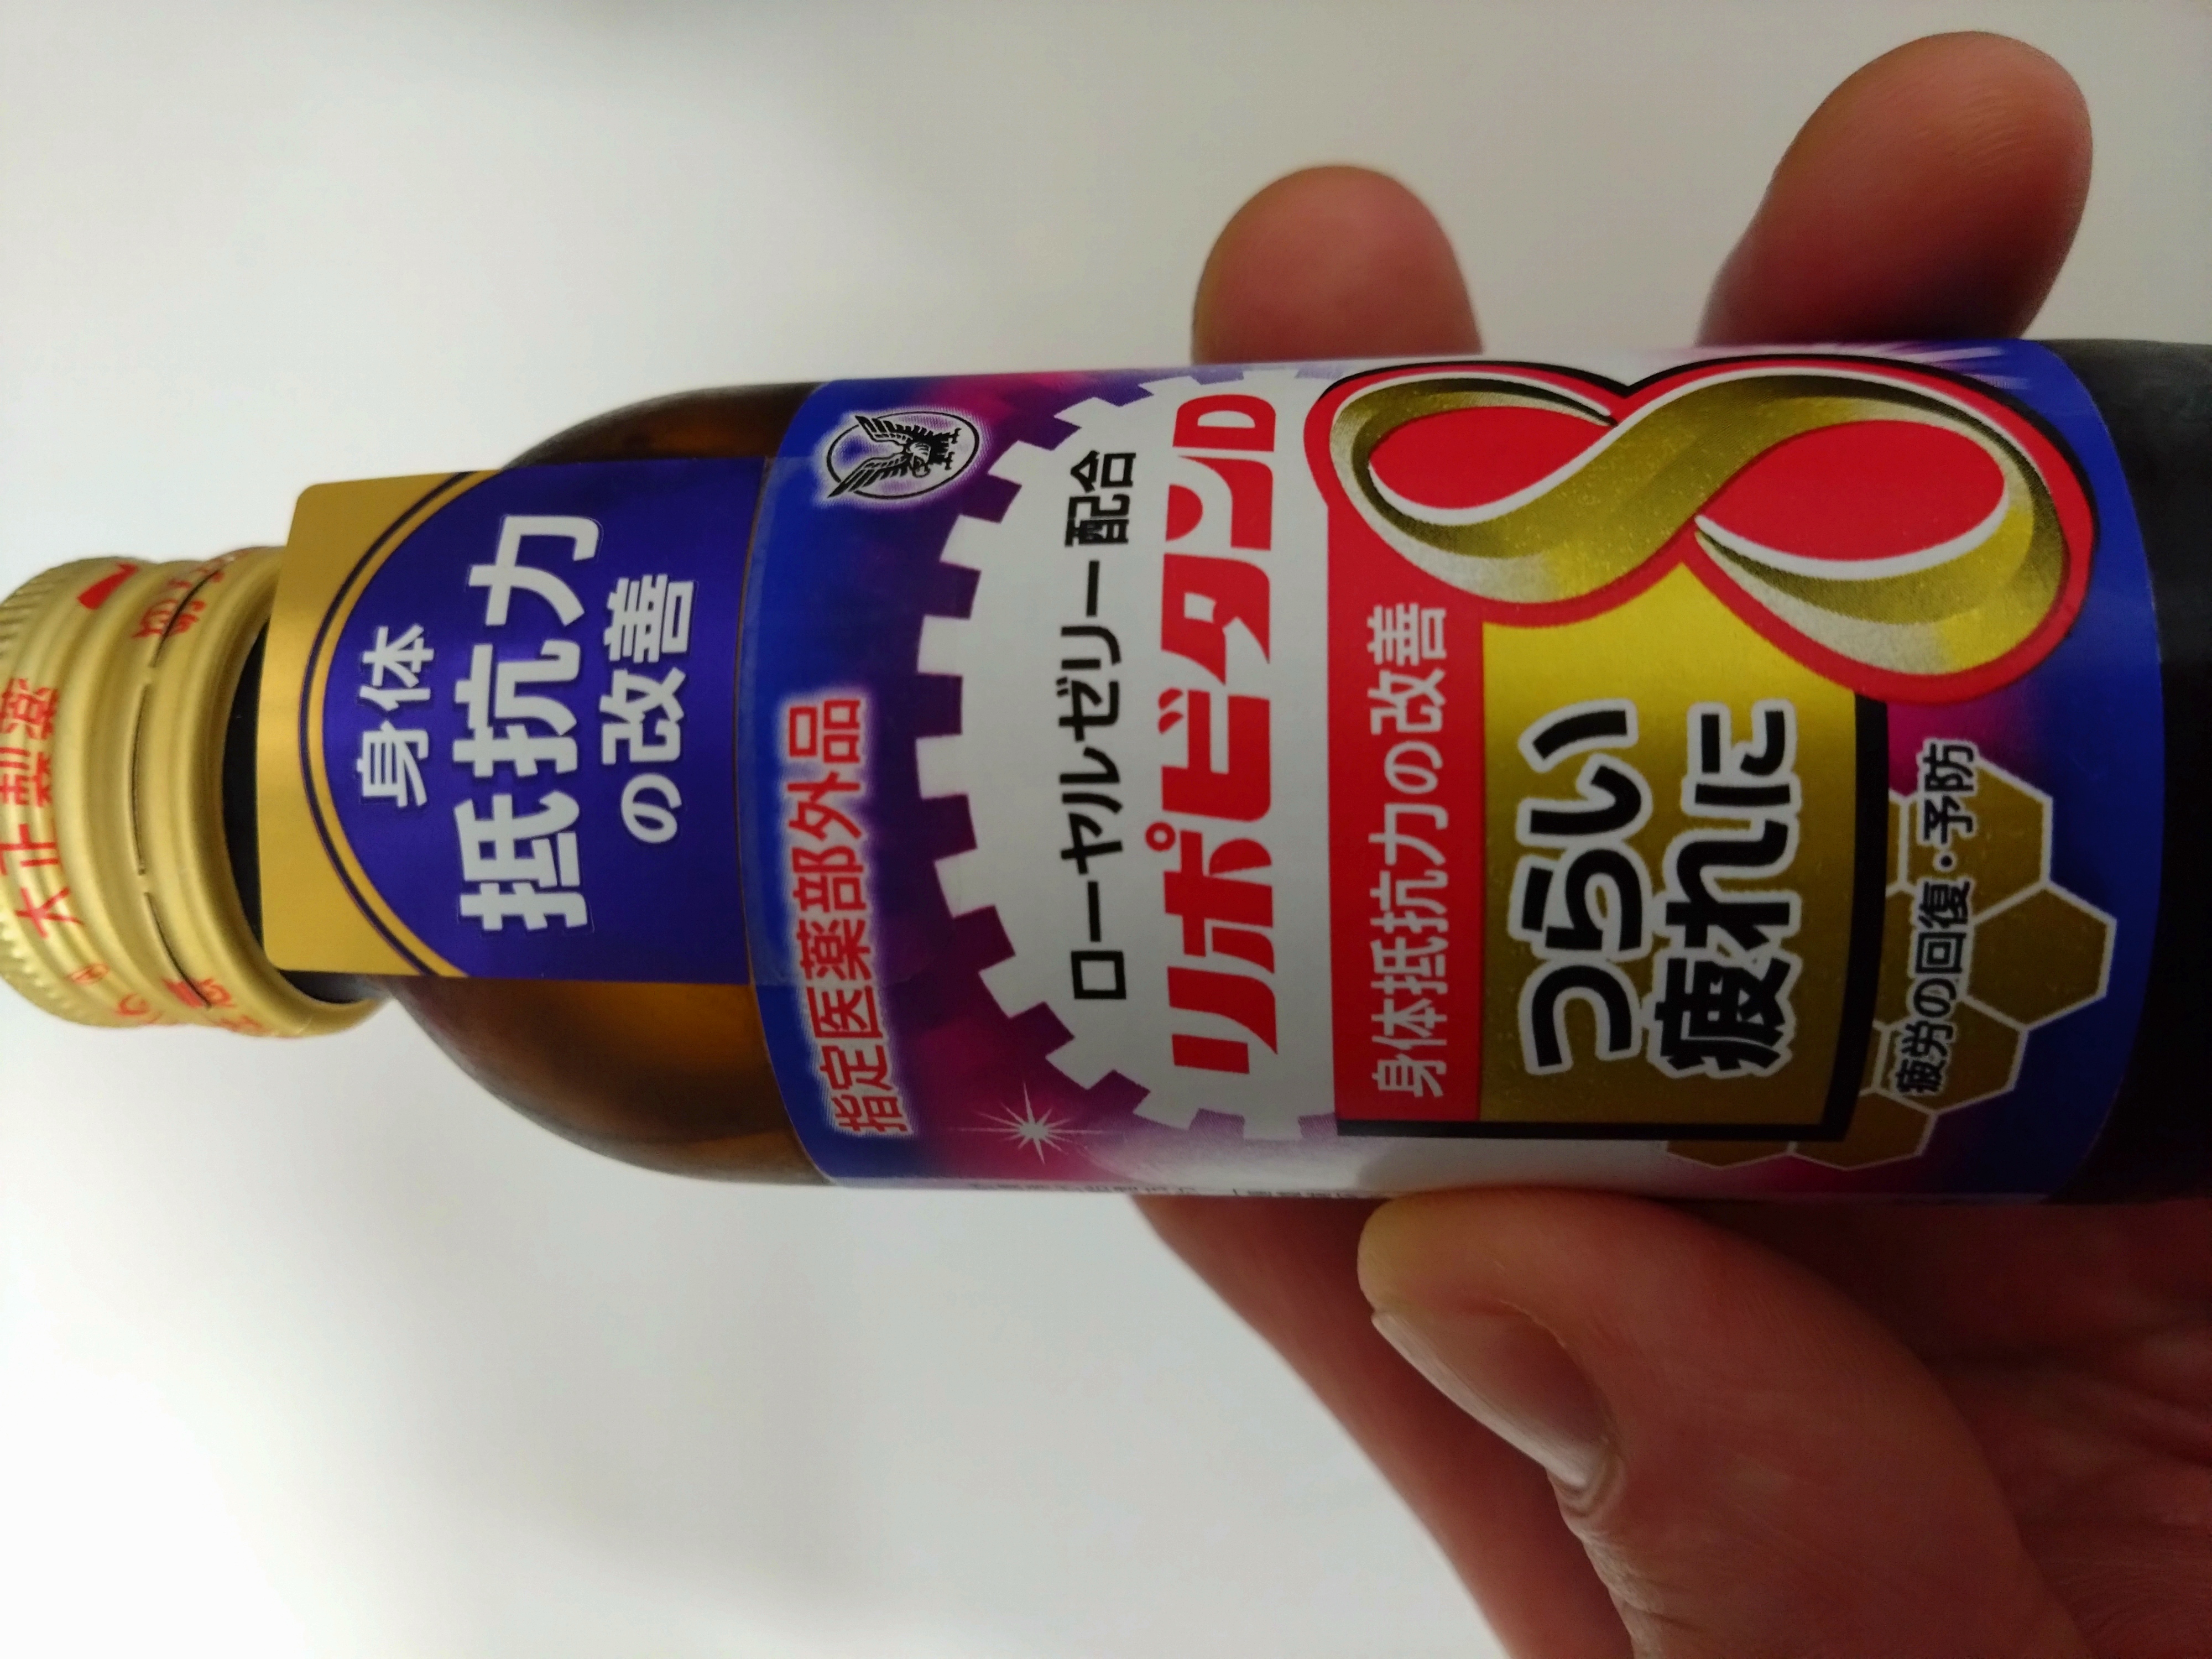 大正製薬
身体
抵抗力
の改善
指定医薬部外品
ローヤルゼリー配合
リポビタンD
8
身体抵抗力の改善
つらい
疲れに
疲労の回復・予防